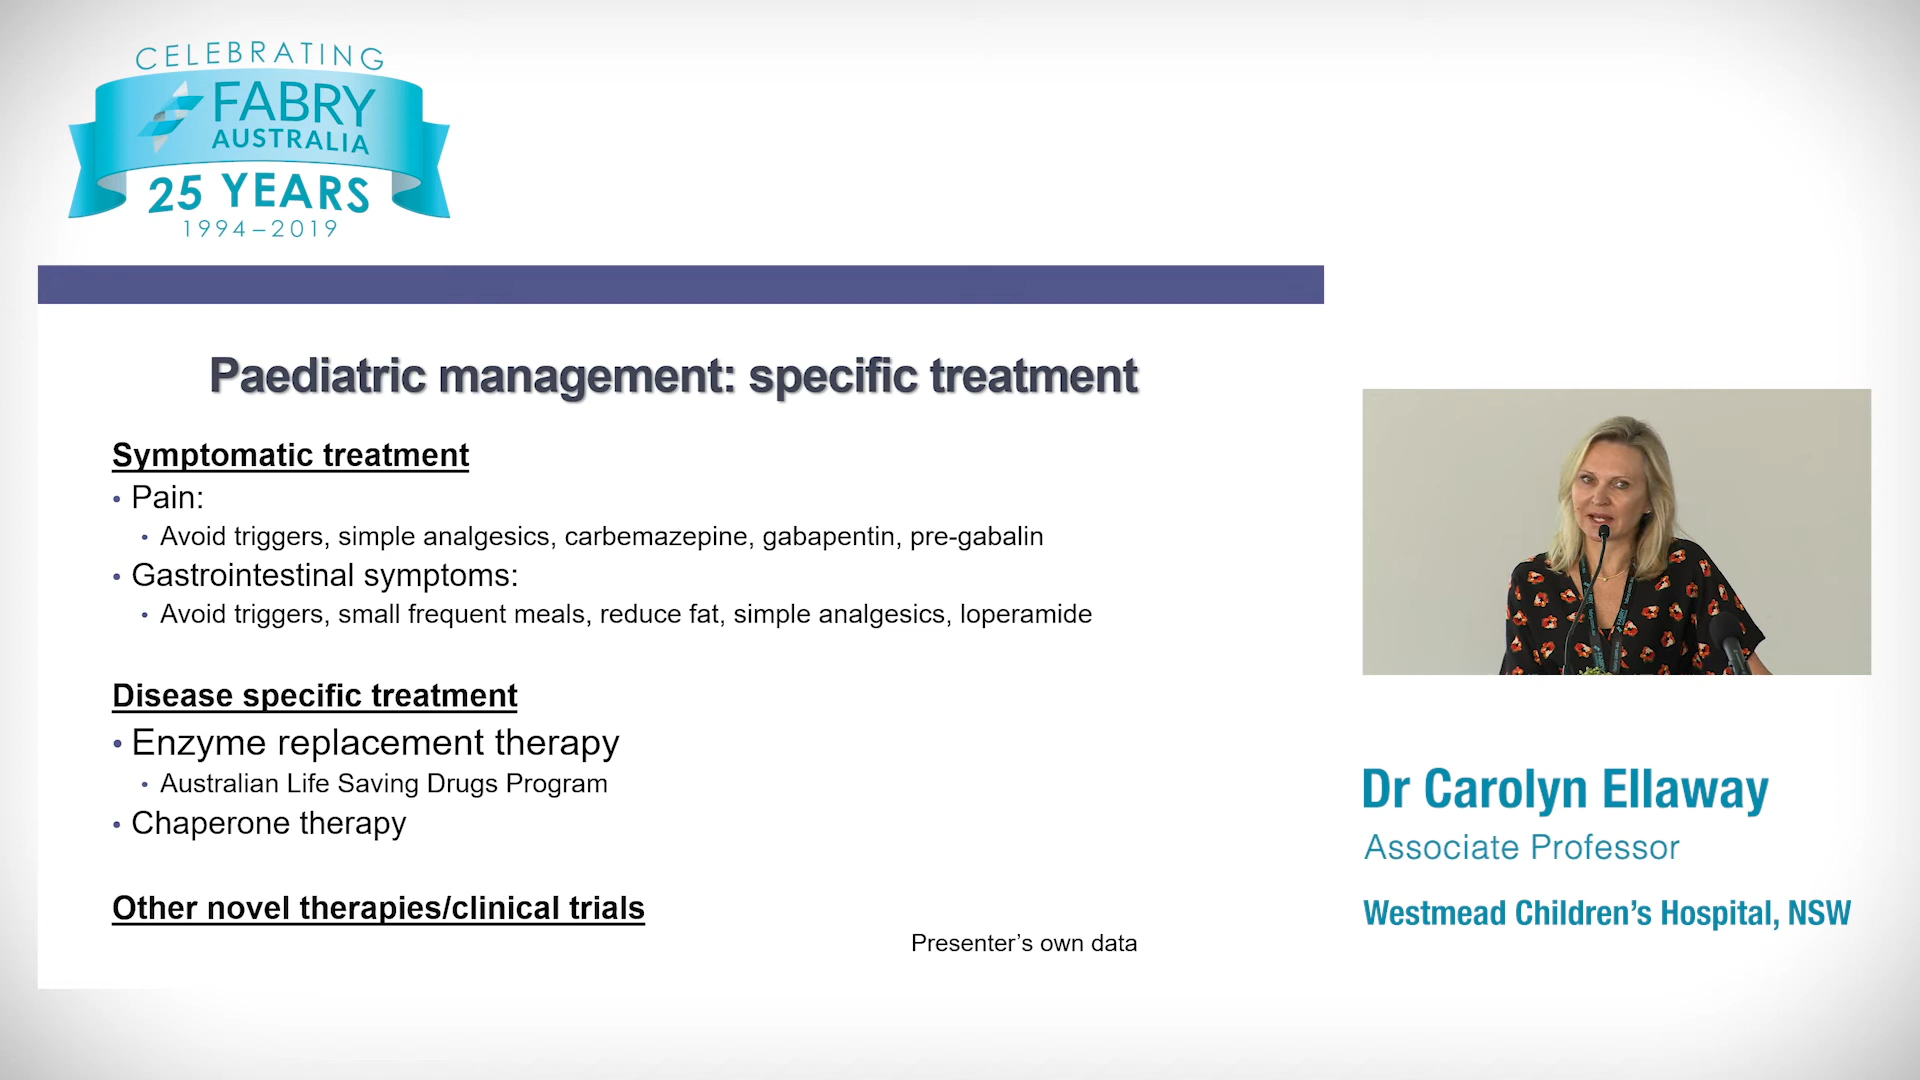 CELEBRATING
FABRY
AUSTRALIA
25 YEARS
1994–2019
Paediatric management: specific treatment
Symptomatic treatment
• Pain:
• Avoid triggers, simple analgesics, carbemazepine, gabapentin, pre-gabalin
• Gastrointestinal symptoms:
• Avoid triggers, small frequent meals, reduce fat, simple analgesics, loperamide
Disease specific treatment
• Enzyme replacement therapy
• Australian Life Saving Drugs Program
• Chaperone therapy
Other novel therapies/clinical trials
Presenter’s own data
Dr Carolyn Ellaway
Associate Professor
Westmead Children’s Hospital, NSW